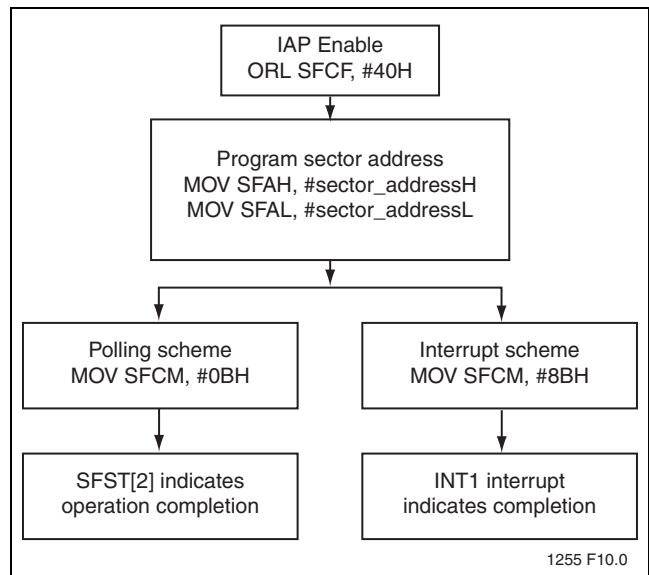 IAP Enable
ORL SFCF, #40H
Program sector address
MOV SFAH, #sector_addressH
MOV SFAL, #sector_addressL
Polling scheme
MOV SFCM, #0BH
Interrupt scheme
MOV SFCM, #8BH
SFST[2] indicates
operation completion
INT1 interrupt
indicates completion
1255 F10.0